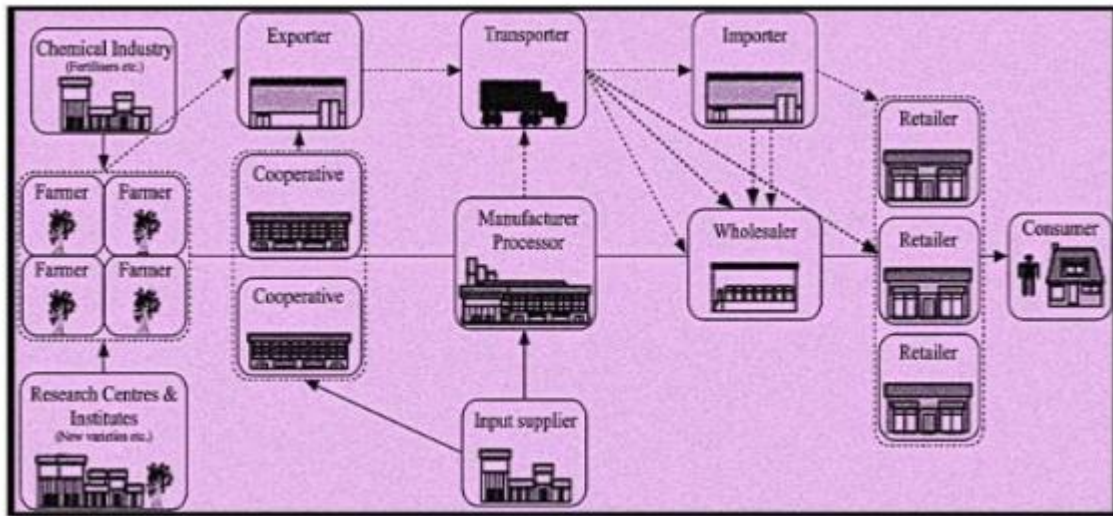 Chemical Industry
(Fertilisers etc.)
Exporter
Transporter
Importer
Retailer
Farmer
Farmer
Cooperative
Manufacturer
Processor
Wholesaler
Retailer
Consumer
Farmer
Farmer
Cooperative
Retailer
Research Centres &
Institutes
(New varieties etc.)
Input supplier